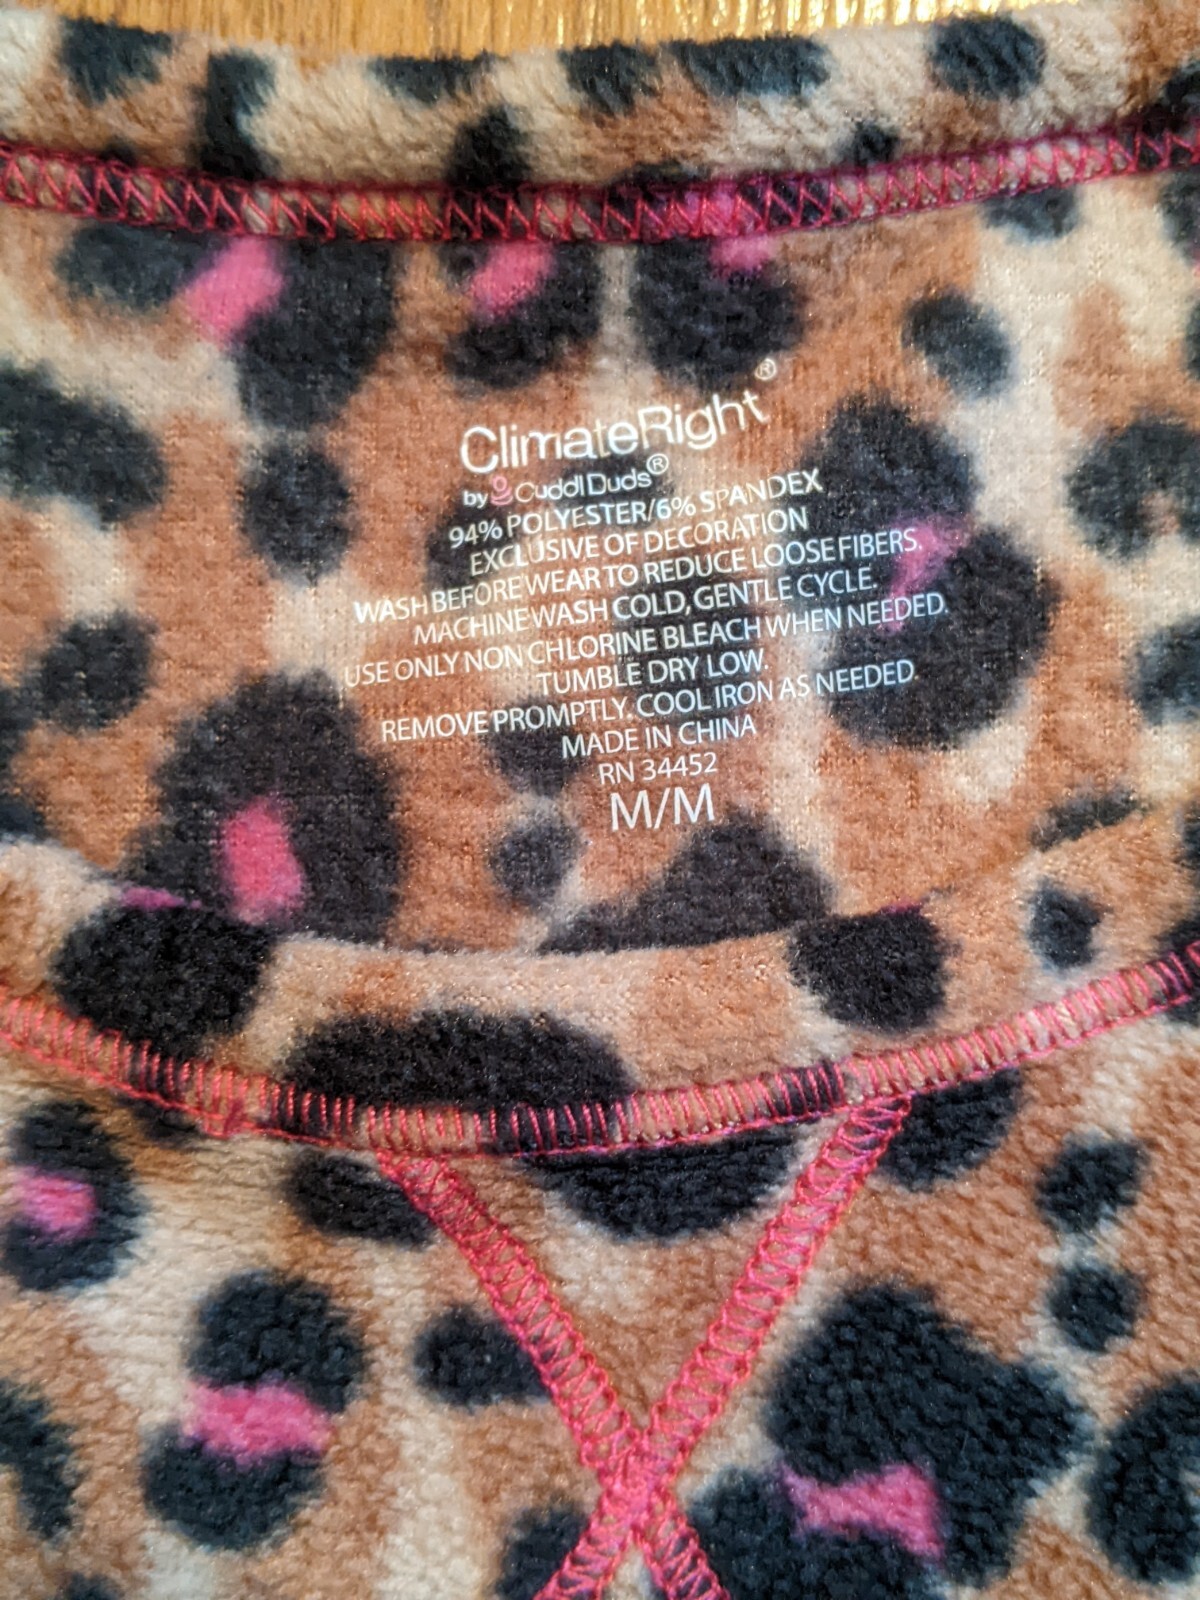 ClimateRight®
by Cuddl Duds®
94% POLYESTER/6% SPANDEX
EXCLUSIVE OF DECORATION
WASH BEFORE WEAR TO REDUCE LOOSE FIBERS.
MACHINE WASH COLD, GENTLE CYCLE.
USE ONLY NON CHLORINE BLEACH WHEN NEEDED.
TUMBLE DRY LOW.
REMOVE PROMPTLY. COOL IRON AS NEEDED.
MADE IN CHINA
RN 34452
M/M